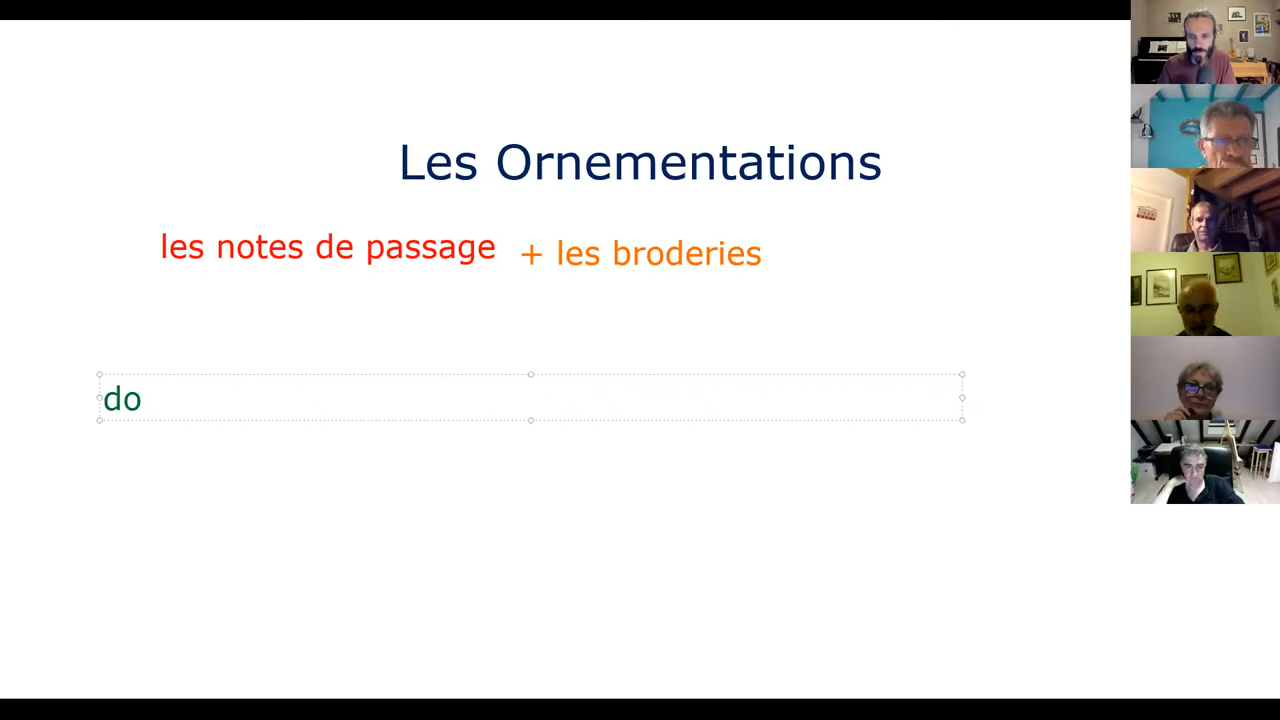 Les Ornementations
les notes de passage + les broderies
do